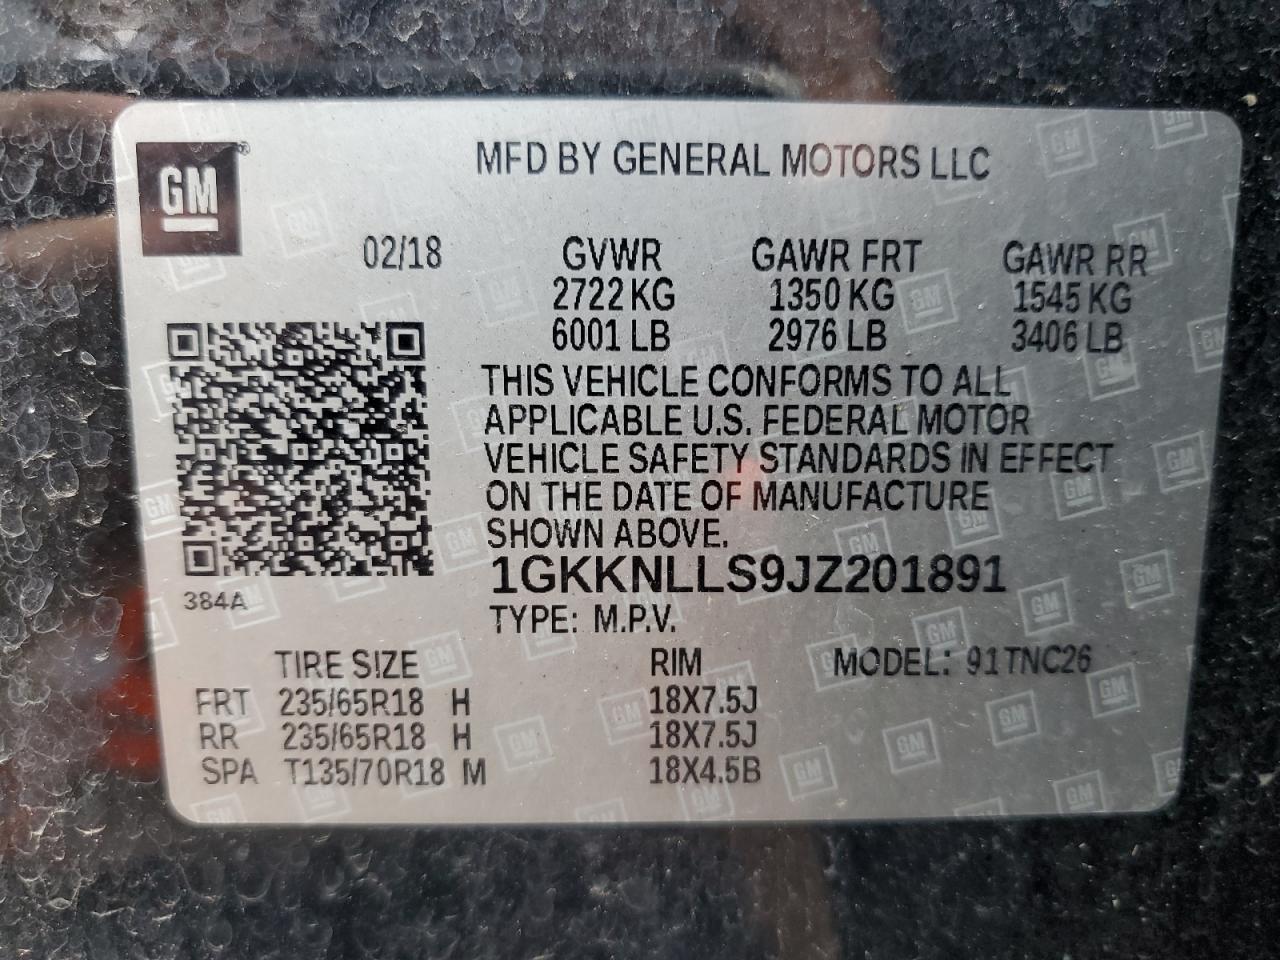 GM®
MFD BY GENERAL MOTORS LLC
02/18 GVWR GAWR FRT GAWR RR
2722 KG 1350 KG 1545 KG
6001 LB 2976 LB 3406 LB
THIS VEHICLE CONFORMS TO ALL
APPLICABLE U.S. FEDERAL MOTOR
VEHICLE SAFETY STANDARDS IN EFFECT
ON THE DATE OF MANUFACTURE
SHOWN ABOVE.
1GKKNLLS9JZ201891
384A
TYPE: M.P.V.
TIRE SIZE RIM MODEL: 91TNC26
FRT 235/65R18 H 18X7.5J
RR 235/65R18 H 18X7.5J
SPA T135/70R18 M 18X4.5B